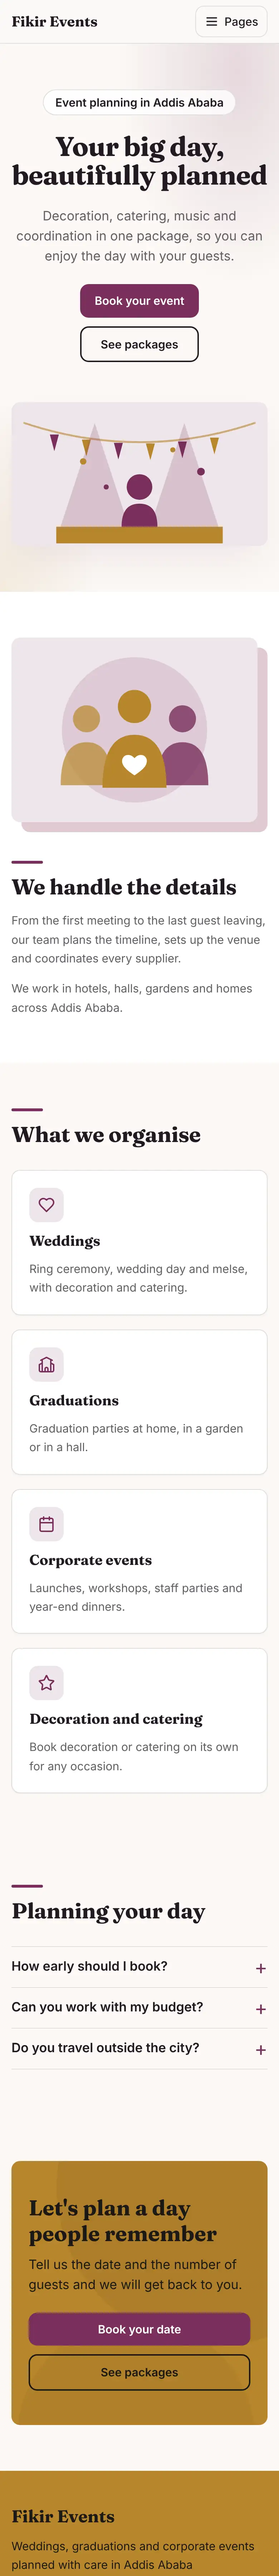 Fikir Events
Pages
Event planning in Addis Ababa
Your big day,
beautifully planned
Decoration, catering, music and
coordination in one package, so you can
enjoy the day with your guests.
Book your event
See packages
We handle the details
From the first meeting to the last guest leaving,
our team plans the timeline, sets up the venue
and coordinates every supplier.
We work in hotels, halls, gardens and homes
across Addis Ababa.
What we organise
Weddings
Ring ceremony, wedding day and melse,
with decoration and catering.
Graduations
Graduation parties at home, in a garden
or in a hall.
Corporate events
Launches, workshops, staff parties and
year-end dinners.
Decoration and catering
Book decoration or catering on its own
for any occasion.
Planning your day
How early should I book?
Can you work with my budget?
Do you travel outside the city?
Let's plan a day
people remember
Tell us the date and the number of
guests and we will get back to you.
Book your date
See packages
Fikir Events
Weddings, graduations and corporate events
planned with care in Addis Ababa